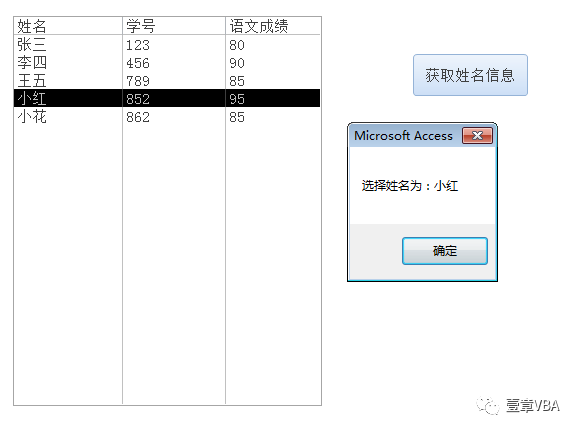 姓名 学号 语文成绩
张三 123 80
李四 456 90
王五 789 85
小红 852 95
小花 862 85
获取姓名信息
Microsoft Access
选择姓名为：小红
确定
壹章VBA